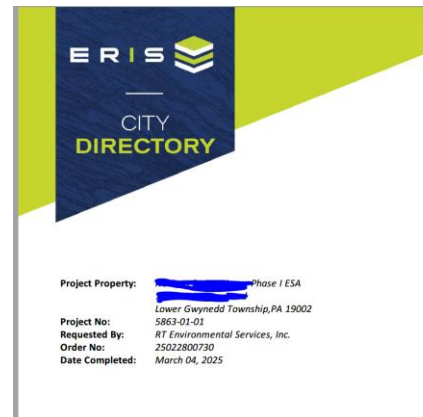 ERIS
CITY
DIRECTORY
Project Property: Phase I ESA
Lower Gwynedd Township,PA 19002
Project No: 5863-01-01
Requested By: RT Environmental Services, Inc.
Order No: 25022800730
Date Completed: March 04, 2025